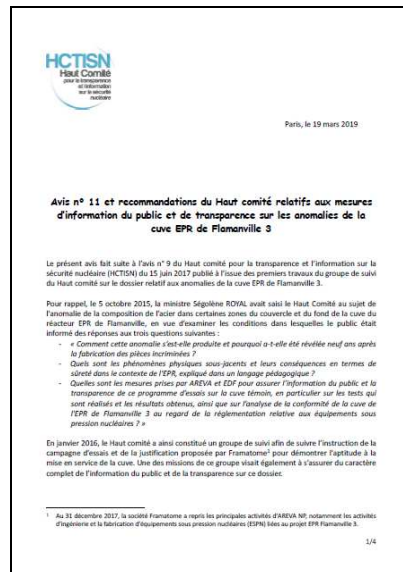 HCTISN
Haut Comité
pour la transparence
et l'information
sur la sécurité
nucléaire
Paris, le 19 mars 2019
Avis n° 11 et recommandations du Haut comité relatifs aux mesures
d'information du public et de transparence sur les anomalies de la
cuve EPR de Flamanville 3
Le présent avis fait suite à l'avis n° 9 du Haut comité pour la transparence et l'information sur la
sécurité nucléaire (HCTISN) du 15 juin 2017 publié à l'issue des premiers travaux du groupe de suivi
du Haut comité sur le dossier relatif aux anomalies de la cuve EPR de Flamanville 3.
Pour rappel, le 5 octobre 2015, la ministre Ségolène ROYAL avait saisi le Haut Comité au sujet de
l'anomalie de la composition de l'acier dans certaines zones du couvercle et du fond de la cuve du
réacteur EPR de Flamanville, en vue d'examiner les conditions dans lesquelles le public était
informé des réponses aux trois questions suivantes :
- « Comment cette anomalie s'est-elle produite et pourquoi a-t-elle été révélée neuf ans après
la fabrication des pièces incriminées ?
- Quels sont les phénomènes physiques sous-jacents et leurs conséquences en termes de
sûreté dans le contexte de l'EPR, expliqué dans un langage pédagogique ?
- Quelles sont les mesures prises par AREVA et EDF pour assurer l'information du public et la
transparence de ce programme d'essais sur la cuve témoin, en particulier sur les tests qui
sont réalisés et les résultats obtenus, ainsi que sur l'analyse de la conformité de la cuve de
l'EPR de Flamanville 3 au regard de la réglementation relative aux équipements sous
pression nucléaires ? »
En janvier 2016, le Haut comité a ainsi constitué un groupe de suivi afin de suivre l'instruction de la
campagne d'essais et de la justification proposée par Framatome¹ pour démontrer l'aptitude à la
mise en service de la cuve. Une des missions de ce groupe visait également à s'assurer du caractère
complet de l'information du public et de la transparence sur ce dossier.
¹ Au 31 décembre 2017, la société Framatome a repris les principales activités d'AREVA NP, notamment les activités
d'ingénierie et la fabrication d'équipements sous pression nucléaires (ESPN) liées au projet EPR Flamanville 3.
1/4